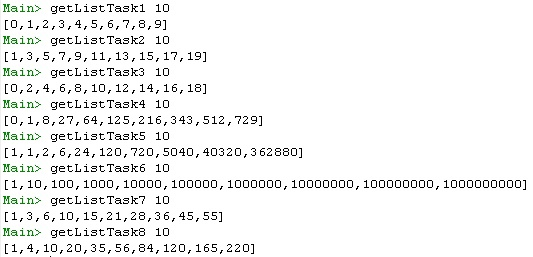 Main> getListTask1 10
[0,1,2,3,4,5,6,7,8,9]
Main> getListTask2 10
[1,3,5,7,9,11,13,15,17,19]
Main> getListTask3 10
[0,2,4,6,8,10,12,14,16,18]
Main> getListTask4 10
[0,1,8,27,64,125,216,343,512,729]
Main> getListTask5 10
[1,1,2,6,24,120,720,5040,40320,362880]
Main> getListTask6 10
[1,10,100,1000,10000,100000,1000000,10000000,100000000,1000000000]
Main> getListTask7 10
[1,3,6,10,15,21,28,36,45,55]
Main> getListTask8 10
[1,4,10,20,35,56,84,120,165,220]